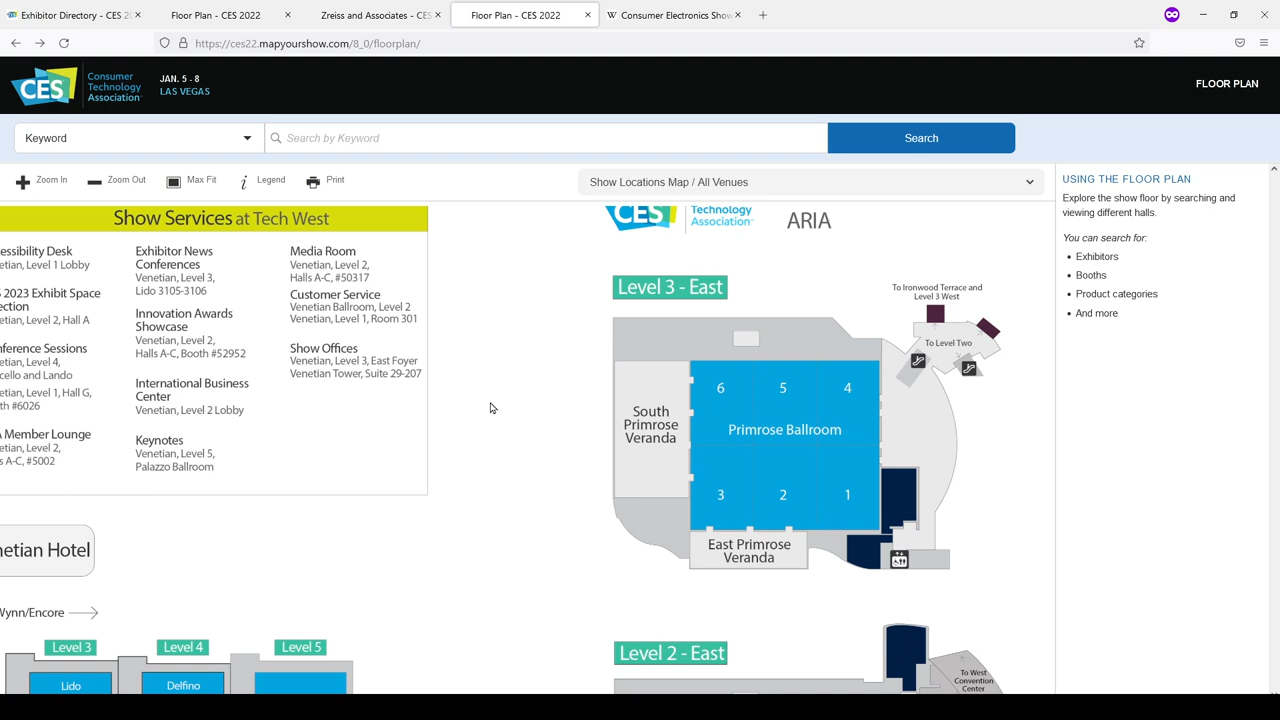 Exhibitor Directory - CES 20
Floor Plan - CES 2022
Zreiss and Associates - CES
Floor Plan - CES 2022
Consumer Electronics Show
https://ces22.mapyourshow.com/8_0/floorplan/
CES
Consumer
Technology
Association
JAN. 5 - 8
LAS VEGAS
FLOOR PLAN
Keyword
Search by Keyword
Search
Zoom In
Zoom Out
Max Fit
Legend
Print
Show Locations Map / All Venues
USING THE FLOOR PLAN
Explore the show floor by searching and
viewing different halls.
You can search for:
• Exhibitors
• Booths
• Product categories
• And more
Show Services at Tech West
essibility Desk
etian, Level 1 Lobby
2023 Exhibit Space
ection
etian, Level 2, Hall A
ference Sessions
etian, Level 4,
cello and Lando
etian, Level 1, Hall G,
th #6026
A Member Lounge
etian, Level 2,
s A-C, #5002
Exhibitor News
Conferences
Venetian, Level 3,
Lido 3105-3106
Innovation Awards
Showcase
Venetian, Level 2,
Halls A-C, Booth #52952
International Business
Center
Venetian, Level 2 Lobby
Keynotes
Venetian, Level 5,
Palazzo Ballroom
Media Room
Venetian, Level 2,
Halls A-C, #50317
Customer Service
Venetian Ballroom, Level 2
Venetian, Level 1, Room 301
Show Offices
Venetian, Level 3, East Foyer
Venetian Tower, Suite 29-207
netian Hotel
Wynn/Encore
Level 3
Level 4
Level 5
Lido
Delfino
CES
Technology
Association
ARIA
Level 3 - East
To Ironwood Terrace and
Level 3 West
To Level Two
South
Primrose
Veranda
6
5
4
Primrose Ballroom
3
2
1
East Primrose
Veranda
Level 2 - East
To West
Convention
Center